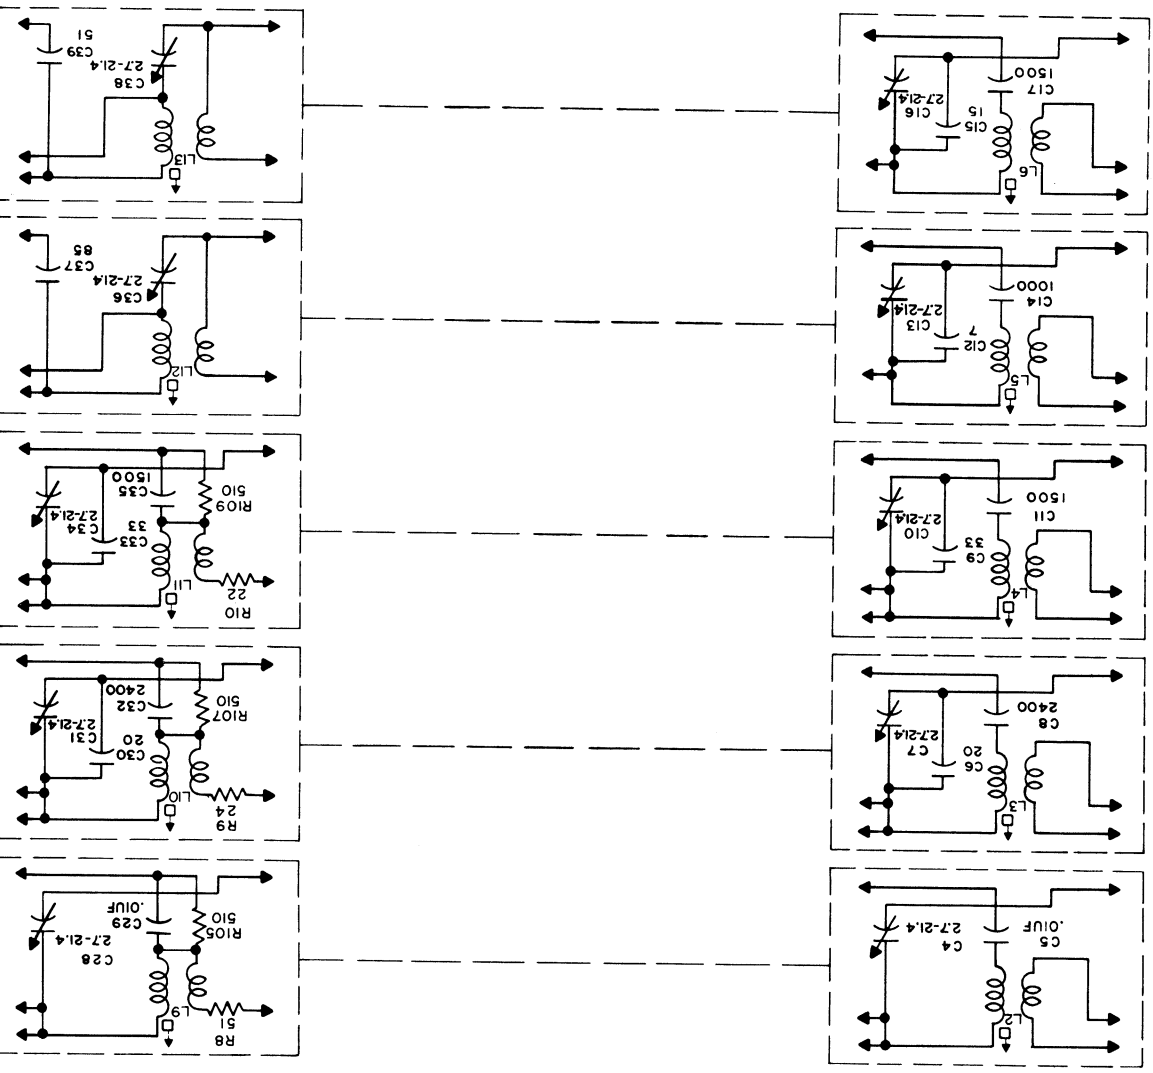 L2
C5
.01UF
C4
2.7-21.4
R8
51
L9
R105
510
C29
.01UF
C28
2.7-21.4
L3
C8
2400
C6
20
C7
2.7-21.4
R9
24
L10
R107
510
C32
2400
C30
20
C31
2.7-21.4
L4
C11
1500
C9
33
C10
2.7-21.4
R10
22
L11
R109
510
C35
1500
C33
33
C34
2.7-21.4
L5
C14
1000
C12
7
C13
2.7-21.4
L12
C36
2.7-21.4
C37
85
L6
C17
1500
C15
15
C16
2.7-21.4
L13
C38
2.7-21.4
C39
51